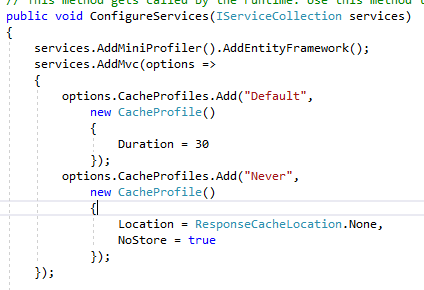 // This method gets called by the runtime. Use this method t
public void ConfigureServices(IServiceCollection services)
{
    services.AddMiniProfiler().AddEntityFramework();
    services.AddMvc(options =>
    {
        options.CacheProfiles.Add("Default",
            new CacheProfile()
            {
                Duration = 30
            });
        options.CacheProfiles.Add("Never",
            new CacheProfile()
            {
                Location = ResponseCacheLocation.None,
                NoStore = true
            });
    });